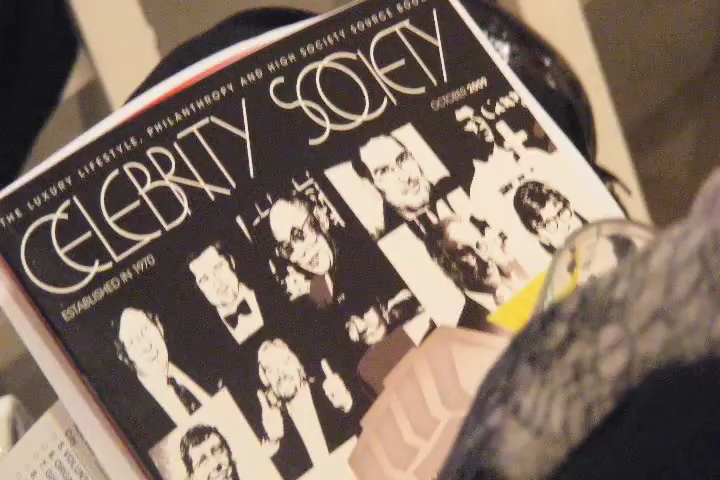 THE LUXURY LIFESTYLE, PHILANTHROPY AND HIGH SOCIETY SOURCE BOOK
CELEBRITY SOCIETY
OCTOBER 2009
ESTABLISHED IN 1970